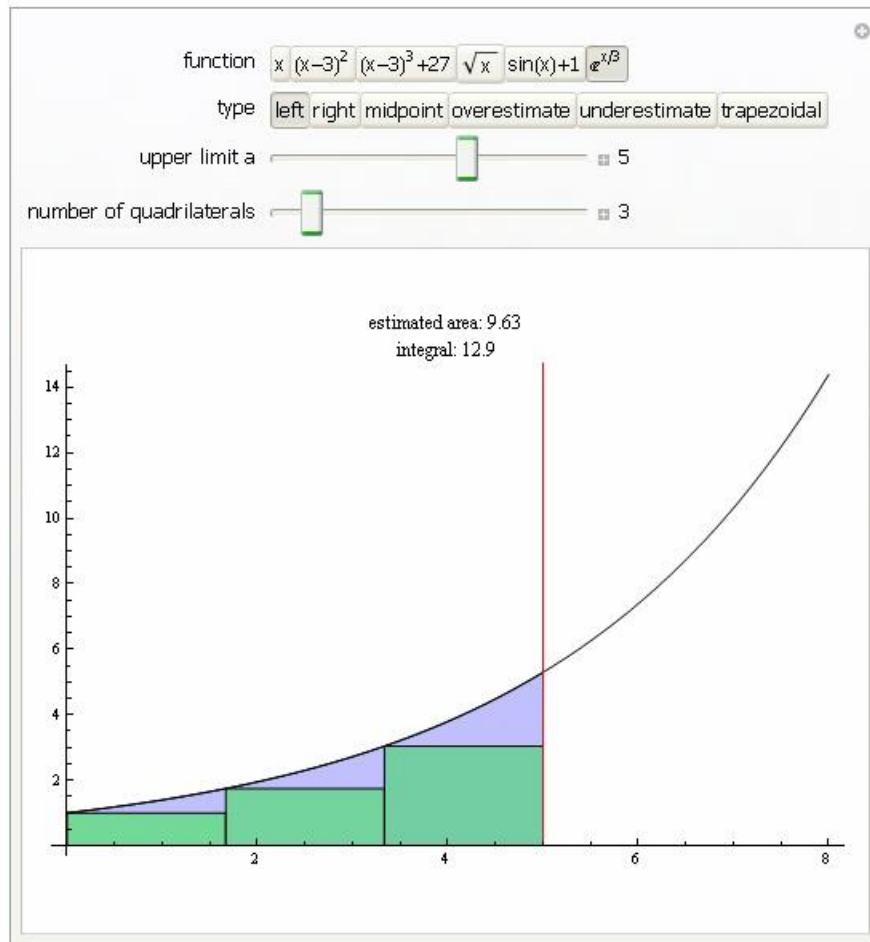 function x (x−3)² (x−3)³+27 √x sin(x)+1 ⅇ^(x/3)
type left right midpoint overestimate underestimate trapezoidal
upper limit a 5
number of quadrilaterals 3
estimated area: 9.63
integral: 12.9
14
12
10
8
6
4
2
2 4 6 8